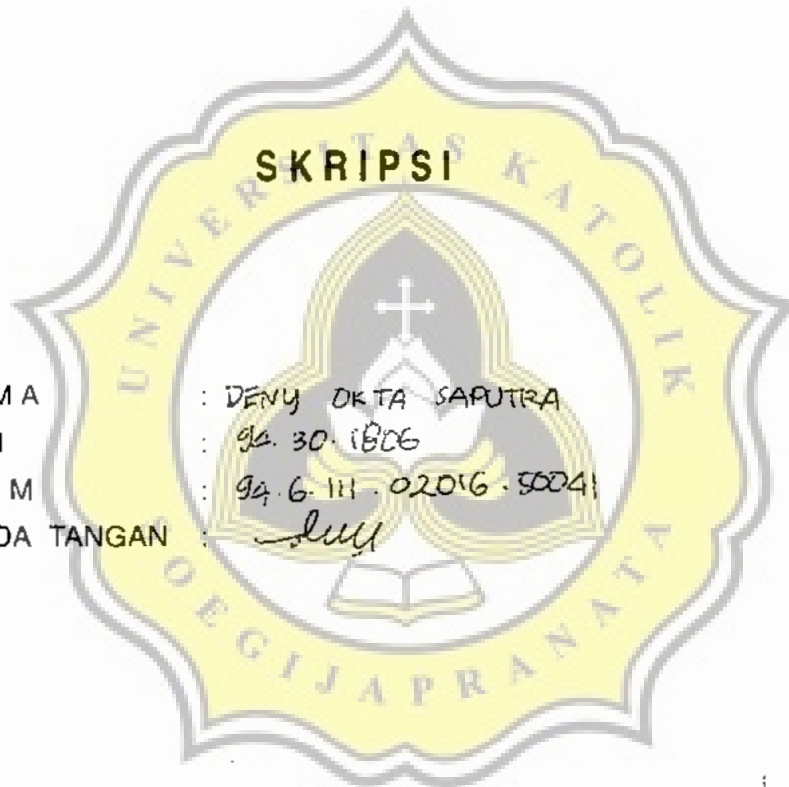 SKRIPSI
UNIVERSITAS KATOLIK
M A : DENY OKTA SAPUTRA
: 94.30.1806
M : 94.6.111.02016.50041
DA TANGAN :
SOEGIJAPRANATA